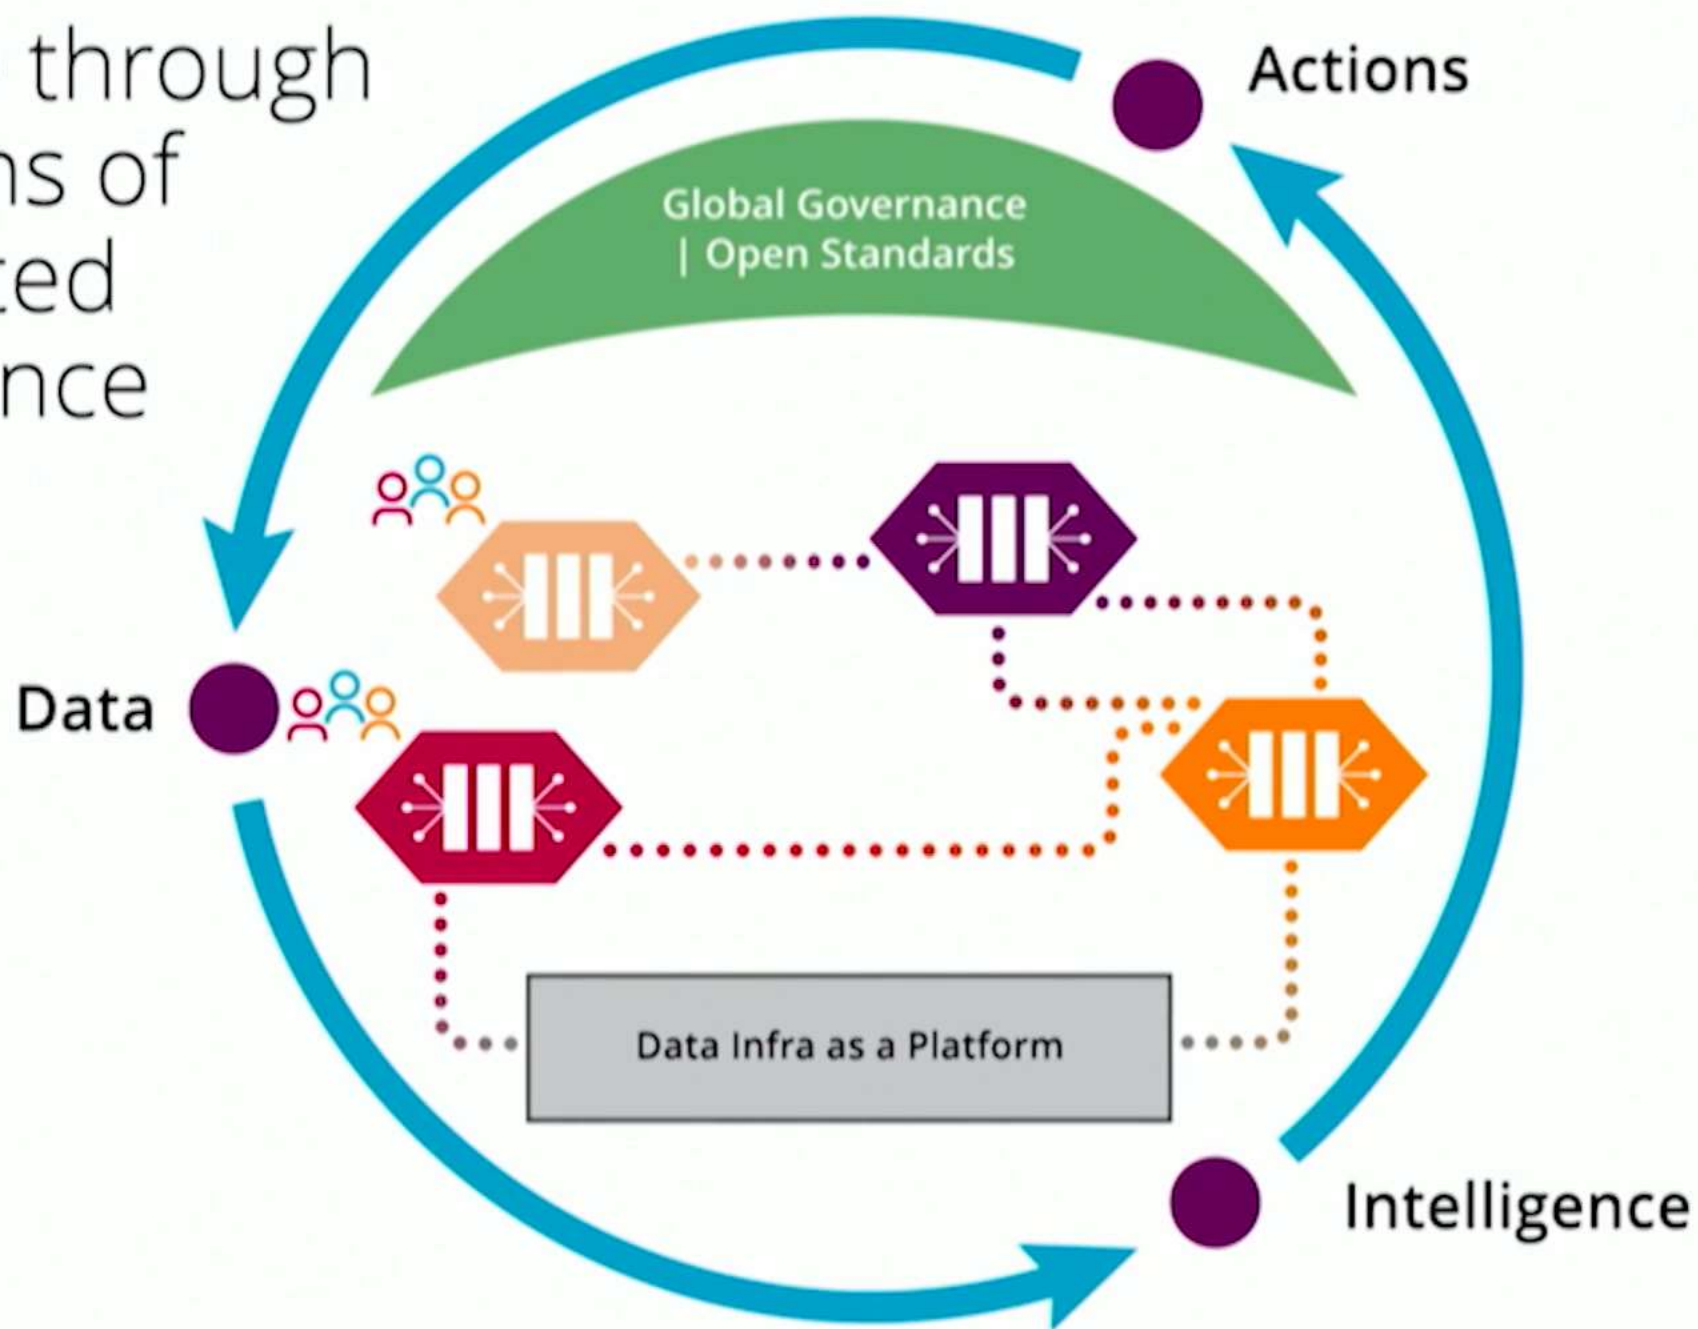 through
ns of
ted
nce
Actions
Global Governance
| Open Standards
Data
Data Infra as a Platform
Intelligence